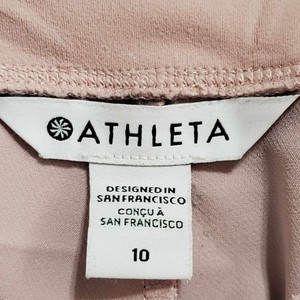 ATHLETA
DESIGNED IN
SAN FRANCISCO
CONÇU À
SAN FRANCISCO
10